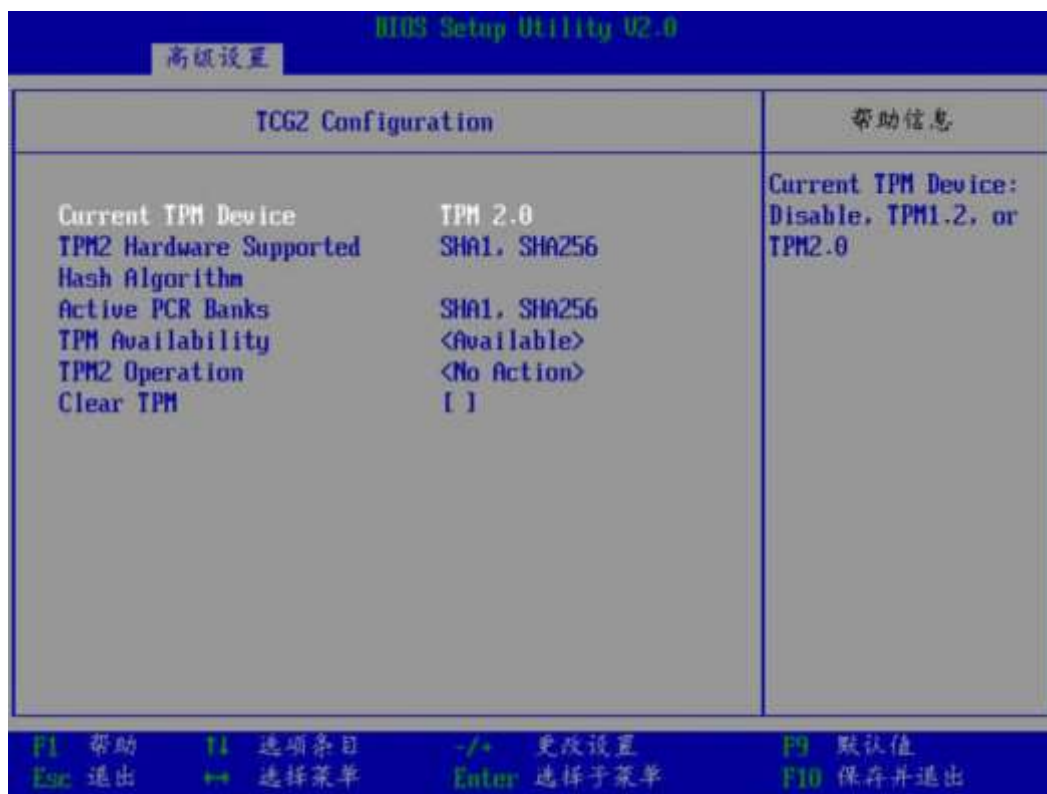 BIOS Setup Utility V2.0
高级设置
TCG2 Configuration
帮助信息
Current TPM Device TPM 2.0
TPM2 Hardware Supported SHA1, SHA256
Hash Algorithm
Active PCR Banks SHA1, SHA256
TPM Availability <Available>
TPM2 Operation <No Action>
Clear TPM [ ]
Current TPM Device:
Disable, TPM1.2, or
TPM2.0
F1 帮助 ↑↓ 选项条目 -/+ 更改设置 F9 默认值
Esc 退出 ←→ 选择菜单 Enter 选择子菜单 F10 保存并退出